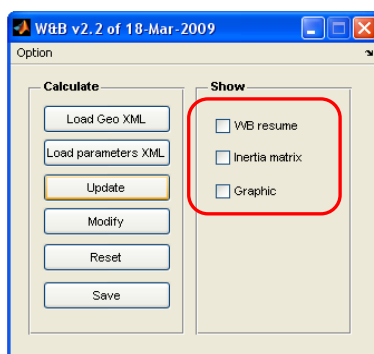 W&B v2.2 of 18-Mar-2009
Option
Calculate
Load Geo XML
Load parameters XML
Update
Modify
Reset
Save
Show
WB resume
Inertia matrix
Graphic